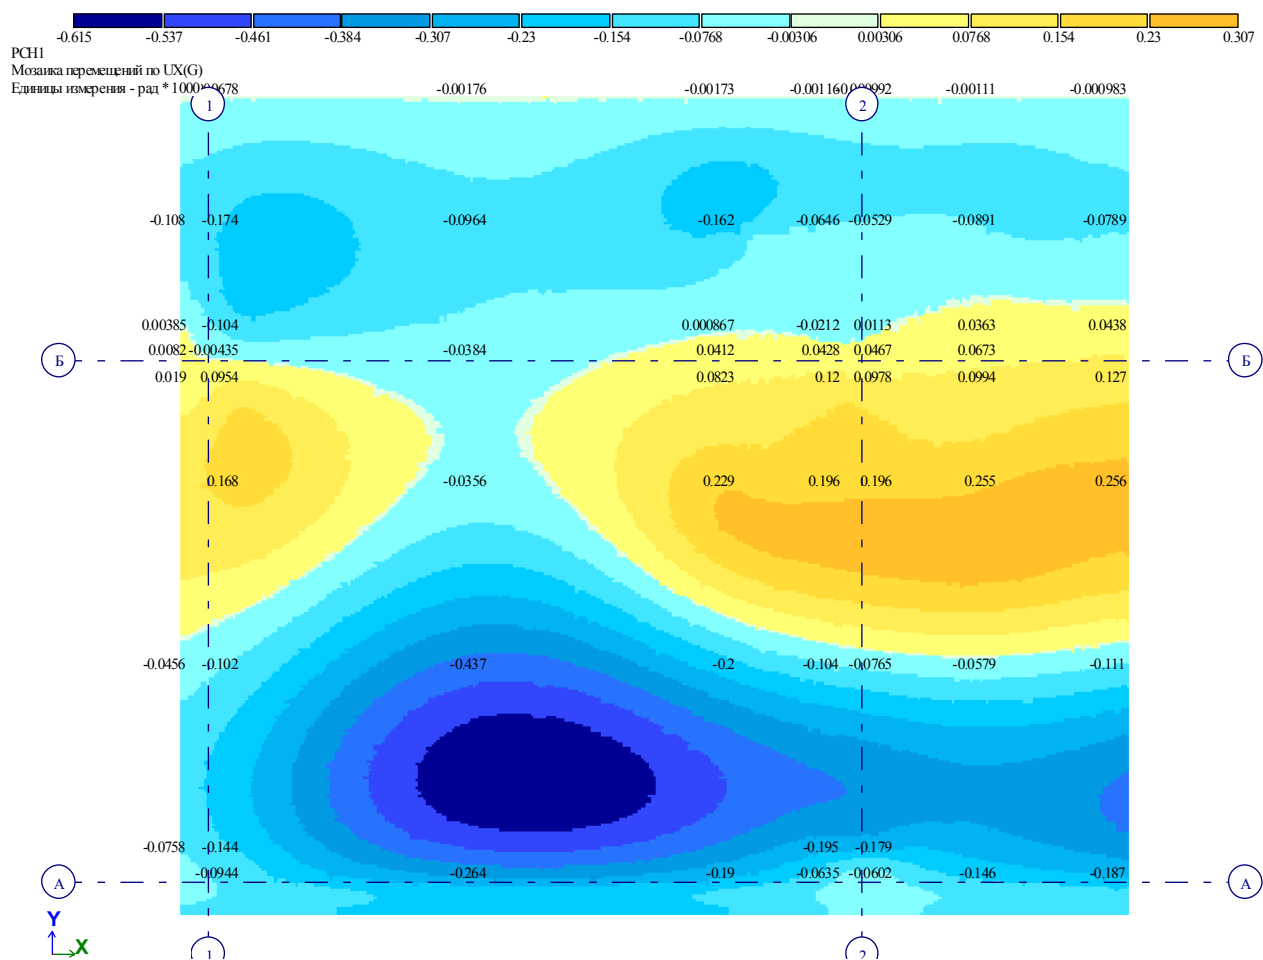 -0.615 -0.537 -0.461 -0.384 -0.307 -0.23 -0.154 -0.0768 -0.00306 0.00306 0.0768 0.154 0.23 0.307
РСН1
Мозаика перемещений по UX(G)
Единицы измерения - рад * 1000
-0.00176 -0.00173 -0.00111 -0.000983
1 2
-0.108 -0.174 -0.0964 -0.162 -0.0646 -0.0529 -0.0891 -0.0789
0.00385 -0.104 0.000867 -0.0212 0.0113 0.0363 0.0438
0.0082 -0.00435 -0.0384 0.0412 0.0428 0.0467 0.0673
Б Б
0.019 0.0954 0.0823 0.12 0.0978 0.0994 0.127
0.168 -0.0356 0.229 0.196 0.196 0.255 0.256
-0.0456 -0.102 -0.437 -0.2 -0.104 -0.0765 -0.0579 -0.111
-0.0758 -0.144 -0.195 -0.179
-0.0944 -0.264 -0.19 -0.0635 -0.0602 -0.146 -0.187
А А
Y
X
1 2